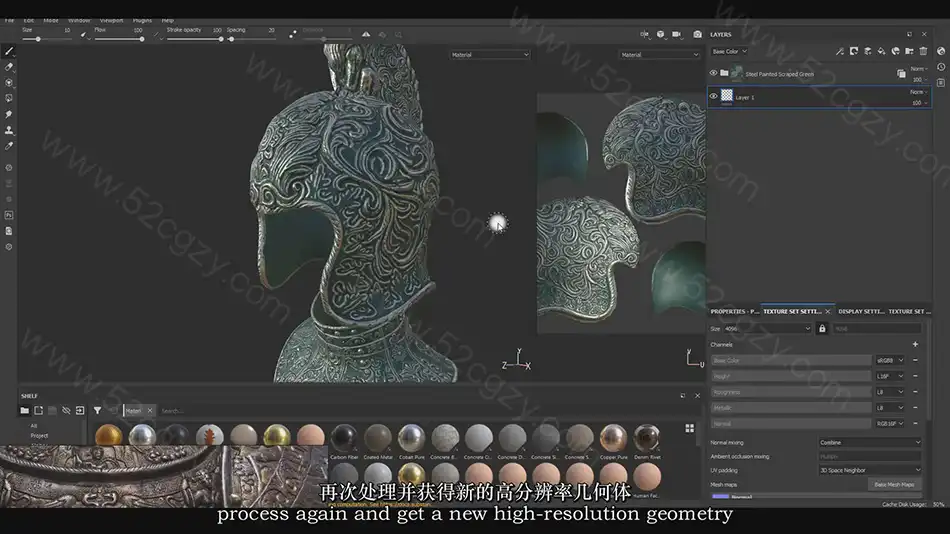 File Edit Mode Window Viewport Plugins Help
Size 10 Flow 100 Stroke opacity 100 Spacing 20
Material
Material
LAYERS
Base Color
Steel Painted Scraped Green
Norm
100
Layer 1
Norm
100
www.52cgzy.com
PROPERTIES - P... TEXTURE SET SETTI... DISPLAY SETTI... TEXTURE SET ...
Size 4096
Channels
Base Color sRGB8
Height L16F
Roughness L8
Metallic L8
Normal RGB16F
Normal mixing Combine
Ambient occlusion mixing Multiply
UV padding 3D Space Neighbor
Mesh maps Bake Mesh Maps
Normal
Y
Z X
V
U
SHELF
Materi Search...
All
Project
Carbon Fiber Coated Metal Cobalt Pure Concrete B... Concrete C... Concrete D... Concrete S... Copper Pure Denim Rivet
Human Fac...
Cache Disk Usage: 50%
再次处理并获得新的高分辨率几何体
process again and get a new high-resolution geometry